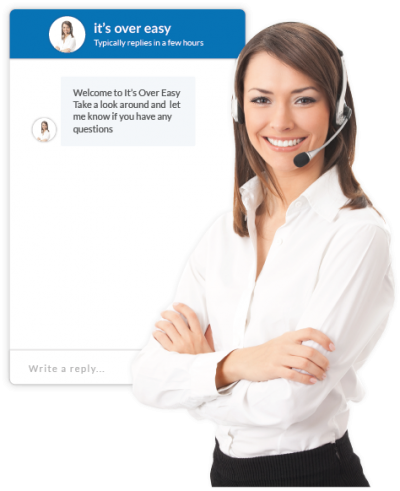 it's over easy
Typically replies in a few hours
Welcome to It's Over Easy
Take a look around and let
me know if you have any
questions
Write a reply...